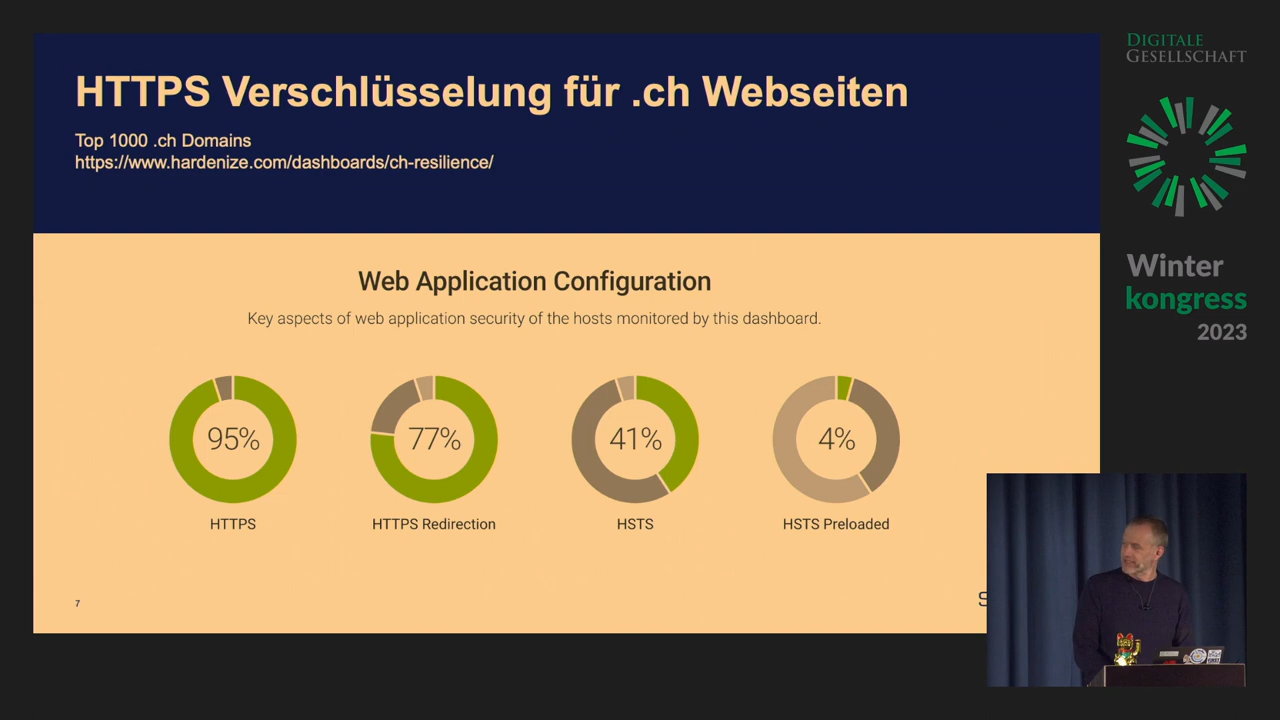 HTTPS Verschlüsselung für .ch Webseiten
Top 1000 .ch Domains
https://www.hardenize.com/dashboards/ch-resilience/
Web Application Configuration
Key aspects of web application security of the hosts monitored by this dashboard.
95%
77%
41%
4%
HTTPS
HTTPS Redirection
HSTS
HSTS Preloaded
7
S
DIGITALE
GESELLSCHAFT
Winter
kongress
2023